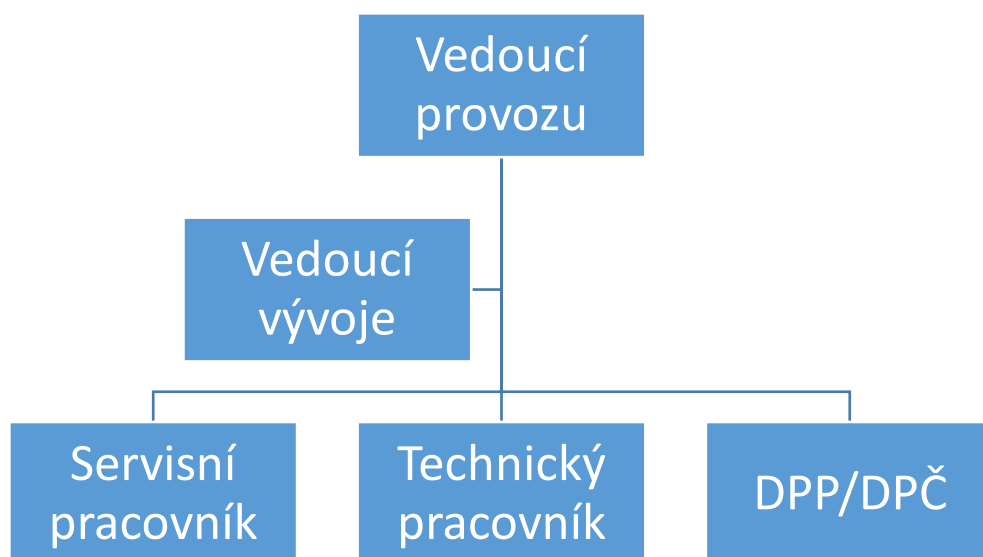 Vedoucí
provozu
Vedoucí
vývoje
Servisní
pracovník
Technický
pracovník
DPP/DPČ